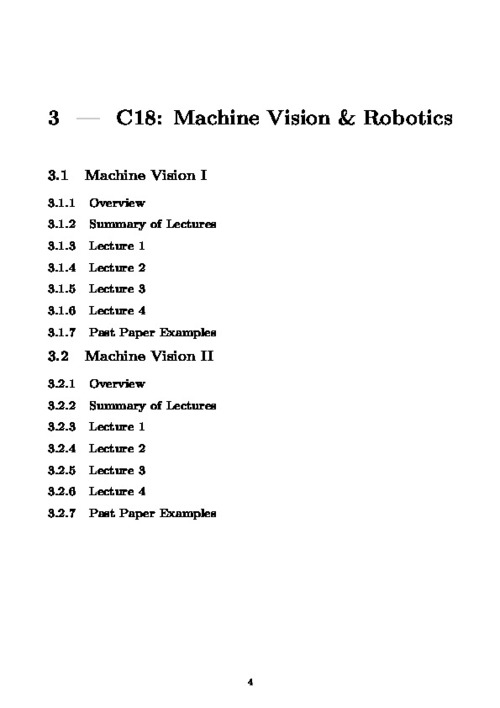 3 — C18: Machine Vision & Robotics
3.1 Machine Vision I
3.1.1 Overview
3.1.2 Summary of Lectures
3.1.3 Lecture 1
3.1.4 Lecture 2
3.1.5 Lecture 3
3.1.6 Lecture 4
3.1.7 Past Paper Examples
3.2 Machine Vision II
3.2.1 Overview
3.2.2 Summary of Lectures
3.2.3 Lecture 1
3.2.4 Lecture 2
3.2.5 Lecture 3
3.2.6 Lecture 4
3.2.7 Past Paper Examples
4